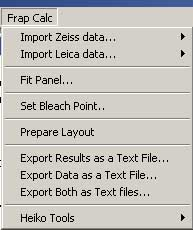 Frap Calc
Import Zeiss data...
Import Leica data...
Fit Panel...
Set Bleach Point..
Prepare Layout
Export Results as a Text File...
Export Data as a Text File...
Export Both as Text files...
Heiko Tools